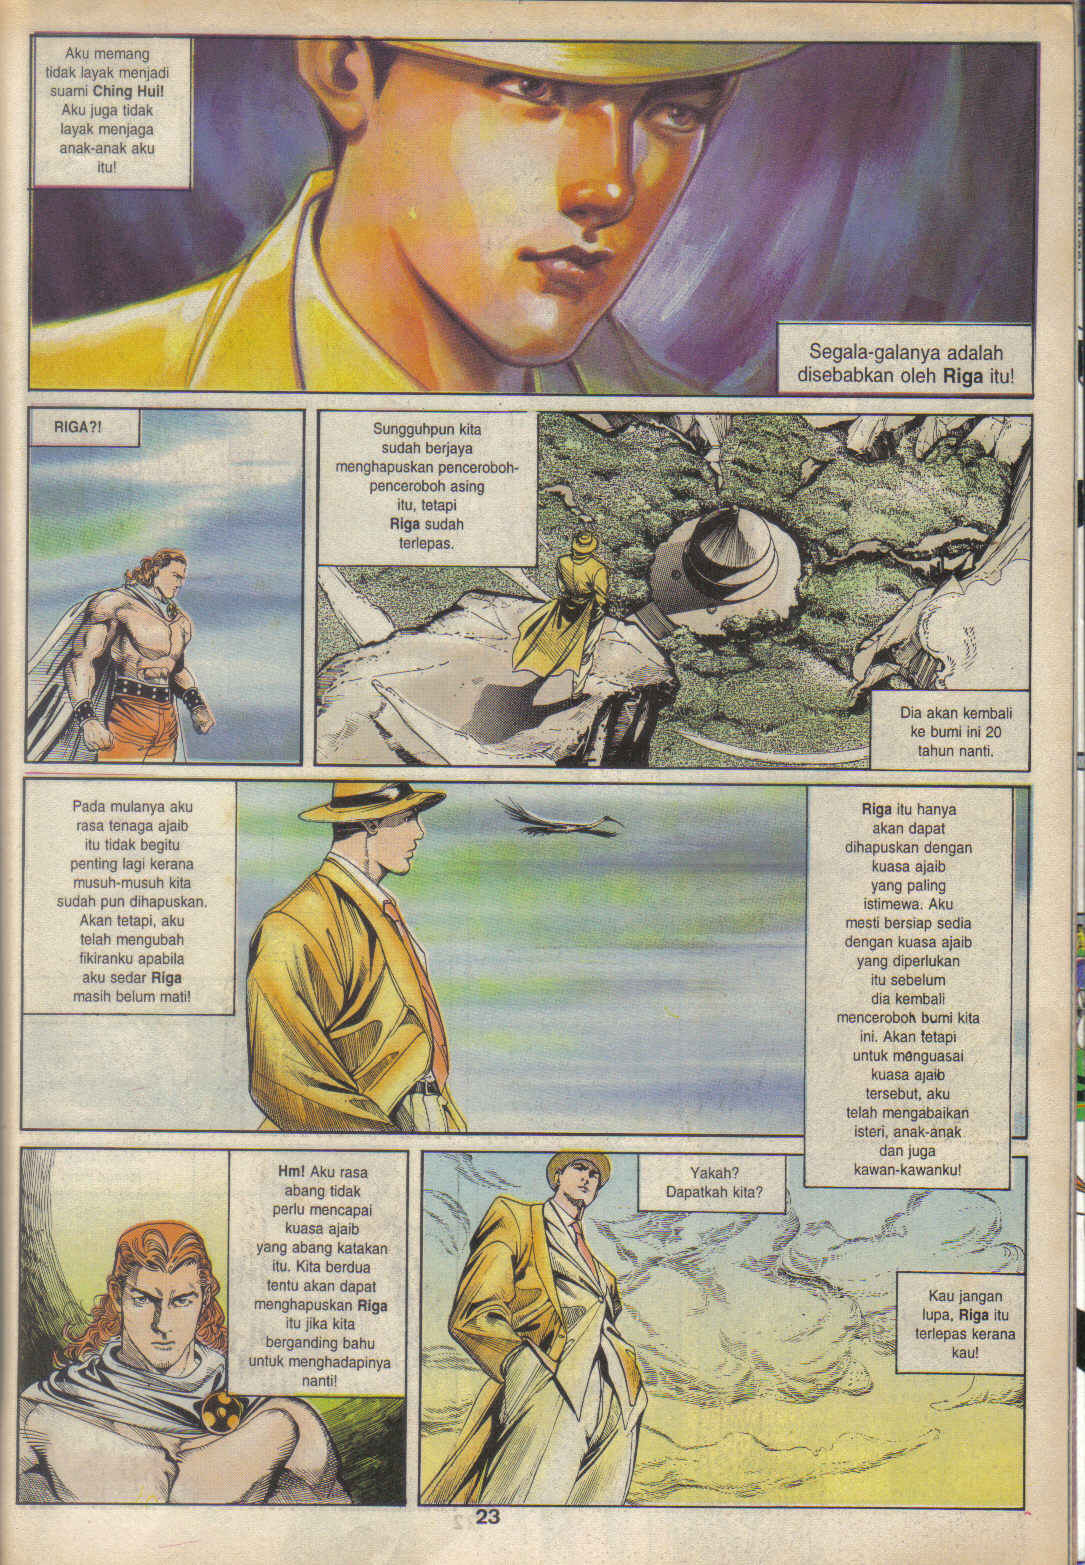 Aku memang
tidak layak menjadi
suami Ching Hui!
Aku juga tidak
layak menjaga
anak-anak aku
itu!
Segala-galanya adalah
disebabkan oleh Riga itu!
RIGA?!
Sungguhpun kita
sudah berjaya
menghapuskan penceroboh-
penceroboh asing
itu, tetapi
Riga sudah
terlepas.
Dia akan kembali
ke bumi ini 20
tahun nanti.
Pada mulanya aku
rasa tenaga ajaib
itu tidak begitu
penting lagi kerana
musuh-musuh kita
sudah pun dihapuskan.
Akan tetapi, aku
telah mengubah
fikiranku apabila
aku sedar Riga
masih belum mati!
Riga itu hanya
akan dapat
dihapuskan dengan
kuasa ajaib
yang paling
istimewa. Aku
mesti bersiap sedia
dengan kuasa ajaib
yang diperlukan
itu sebelum
dia kembali
menceroboh bumi kita
ini. Akan tetapi
untuk menguasai
kuasa ajaib
tersebut, aku
telah mengabaikan
isteri, anak-anak
dan juga
kawan-kawanku!
Hm! Aku rasa
abang tidak
perlu mencapai
kuasa ajaib
yang abang katakan
itu. Kita berdua
tentu akan dapat
menghapuskan Riga
itu jika kita
berganding bahu
untuk menghadapinya
nanti!
Yakah?
Dapatkah kita?
Kau jangan
lupa, Riga itu
terlepas kerana
kau!
23